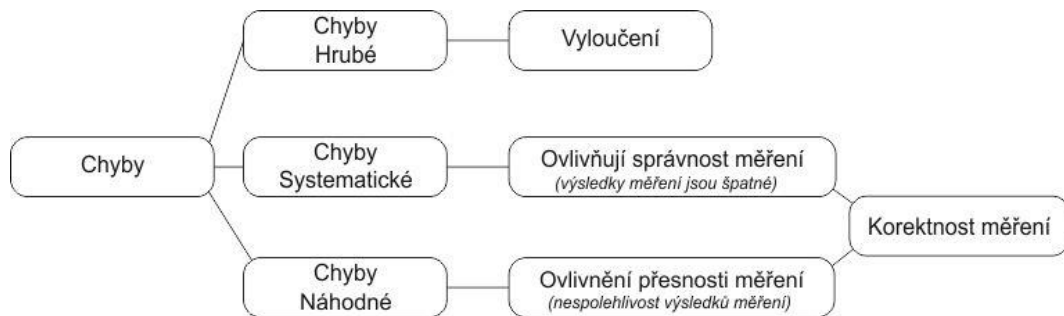 Chyby
Hrubé
Vyloučení
Chyby
Chyby
Systematické
Ovlivňují správnost měření
(výsledky měření jsou špatné)
Korektnost měření
Chyby
Náhodné
Ovlivnění přesnosti měření
(nespolehlivost výsledků měření)